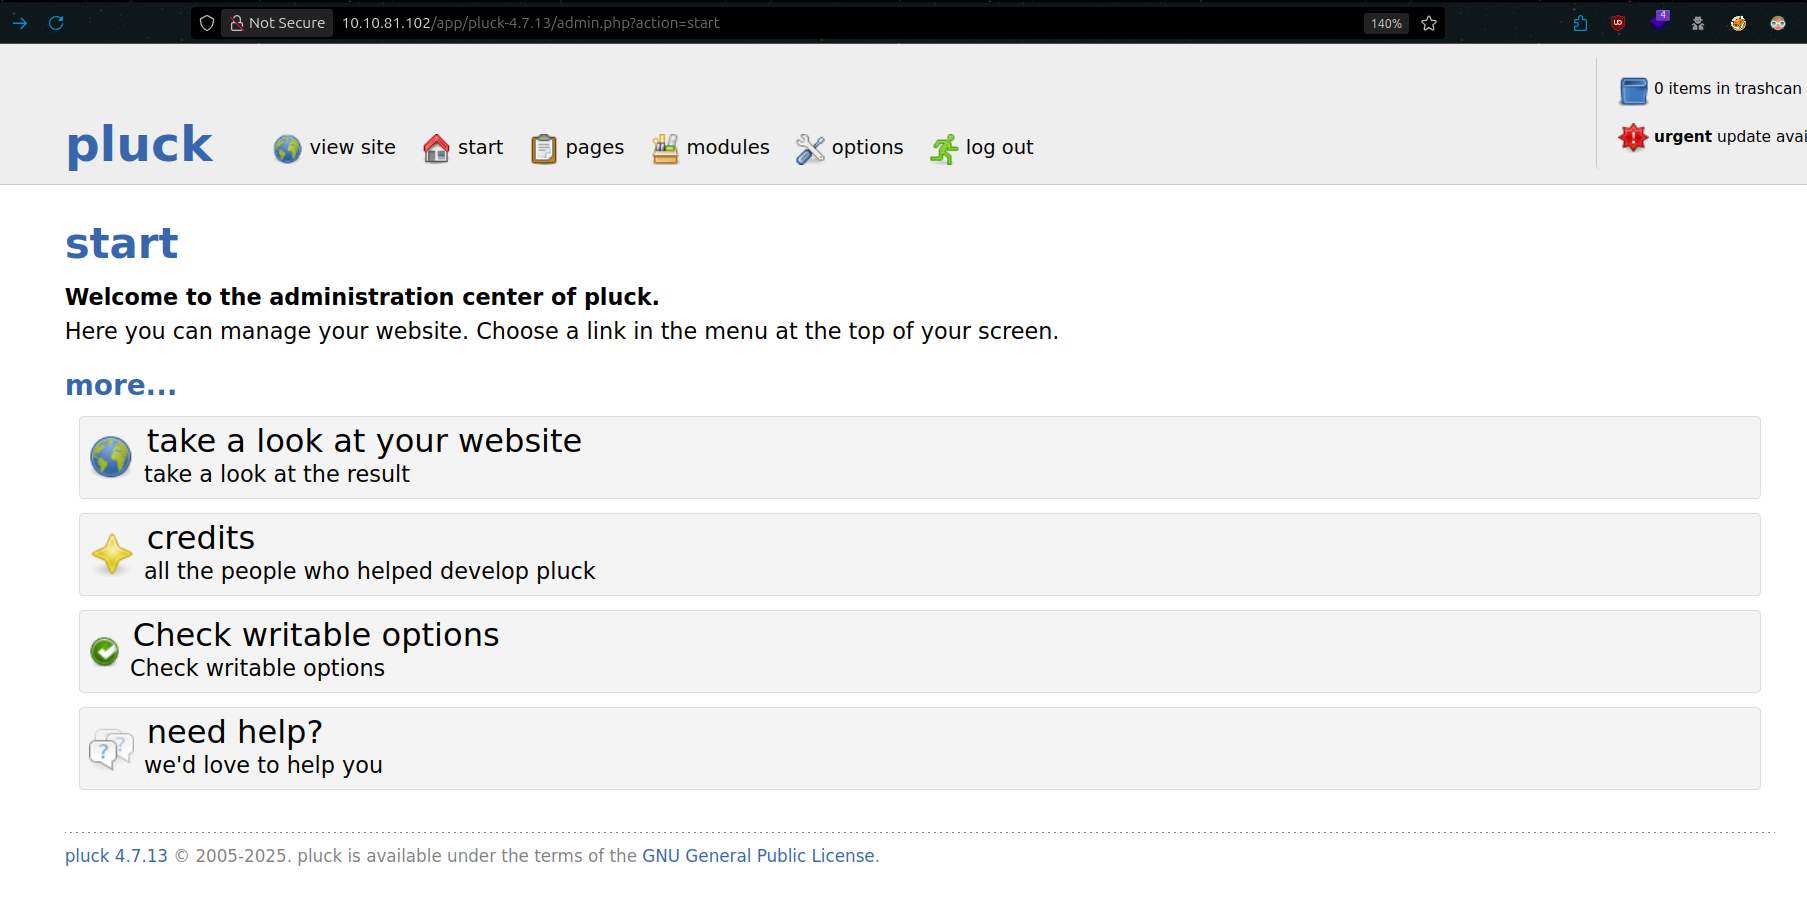 Not Secure 10.10.81.102/app/pluck-4.7.13/admin.php?action=start 140% UD 4
0 items in trashcan
urgent update avai
pluck view site start pages modules options log out
start
Welcome to the administration center of pluck.
Here you can manage your website. Choose a link in the menu at the top of your screen.
more...
take a look at your website
take a look at the result
credits
all the people who helped develop pluck
Check writable options
Check writable options
need help?
we'd love to help you
pluck 4.7.13 © 2005-2025. pluck is available under the terms of the GNU General Public License.